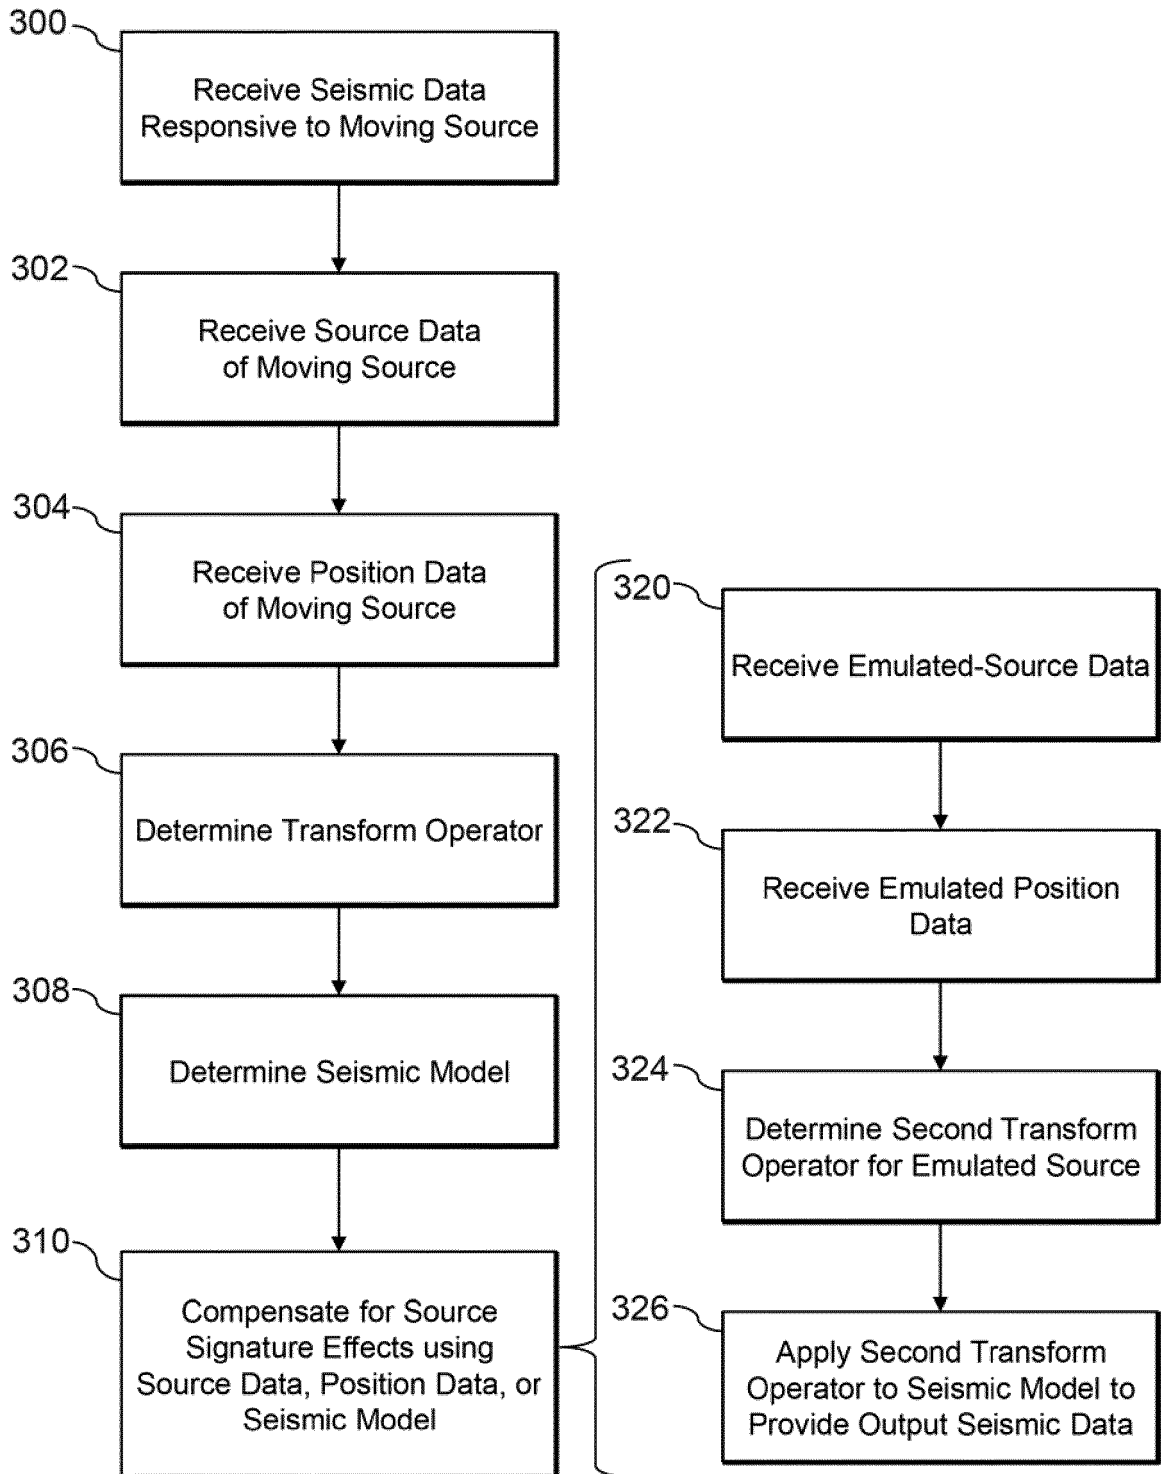 300
Receive Seismic Data
Responsive to Moving Source
302
Receive Source Data
of Moving Source
304
Receive Position Data
of Moving Source
306
Determine Transform Operator
308
Determine Seismic Model
310
Compensate for Source
Signature Effects using
Source Data, Position Data, or
Seismic Model
320
Receive Emulated-Source Data
322
Receive Emulated Position
Data
324
Determine Second Transform
Operator for Emulated Source
326
Apply Second Transform
Operator to Seismic Model to
Provide Output Seismic Data